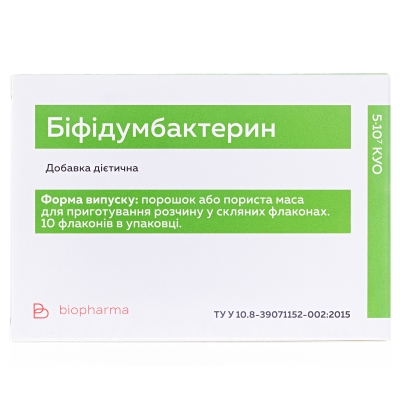 Біфідумбактерин
5·10⁷ КУО
Добавка дієтична
Форма випуску: порошок або пориста маса
для приготування розчину у скляних флаконах.
10 флаконів в упаковці.
biopharma
ТУ У 10.8-39071152-002:2015